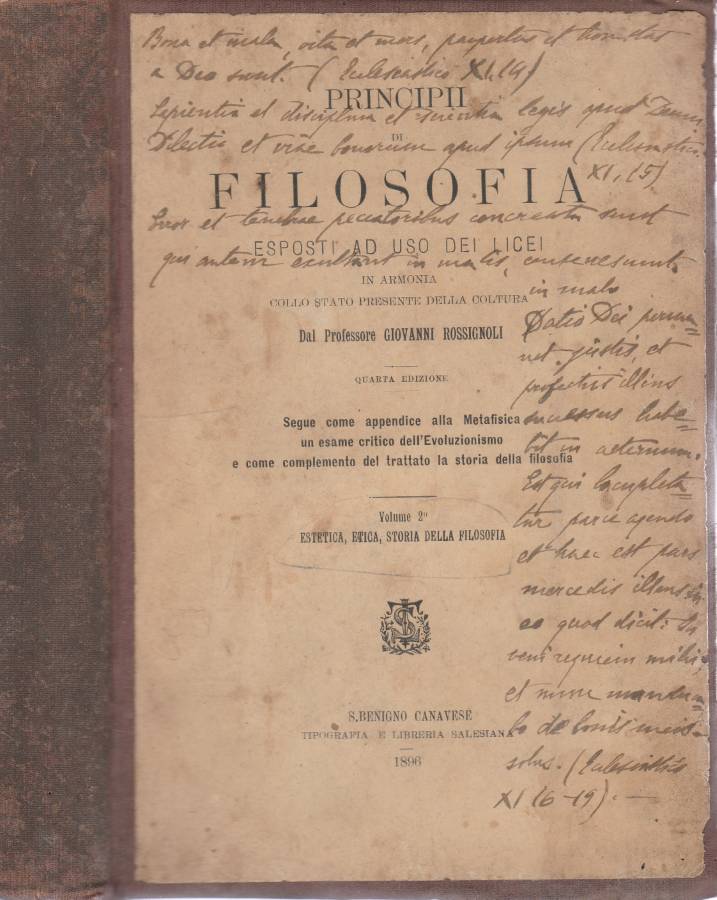 Bona et mala, vita et mors, paupertas et honestas
a Deo sunt. (Eclesiastico XI, 14)
PRINCIPII
Sapientia et disciplina et scientia legis apud Deum
DI
Dilectio et viae bonorum apud ipsum (Eclesiastico
XI, 15).
FILOSOFIA
Error et tenebrae peccatoribus concreata sunt
ESPOSTI AD USO DEI LICEI
qui autem exultant in malis, consenescunt
in malo
IN ARMONIA
COLLO STATO PRESENTE DELLA COLTURA
Dal Professore GIOVANNI ROSSIGNOLI
QUARTA EDIZIONE
Segue come appendice alla Metafisica
un esame critico dell'Evoluzionismo
e come complemento del trattato la storia della filosofia
Volume 2°
ESTETICA, ETICA, STORIA DELLA FILOSOFIA
S. BENIGNO CANAVESE
TIPOGRAFIA E LIBRERIA SALESIANA
1896
Datio Dei perma=
net justis, et
profectus illius
successus habe=
bit in aeternum.
Est qui locupleta=
tur parce agendo
et haec est pars
mercedis illius in
eo quod dicit: In
veni requiem mihi,
et nunc mandu=
bo de bonis meis
solus. (Eclesiastico
XI 16-19). —